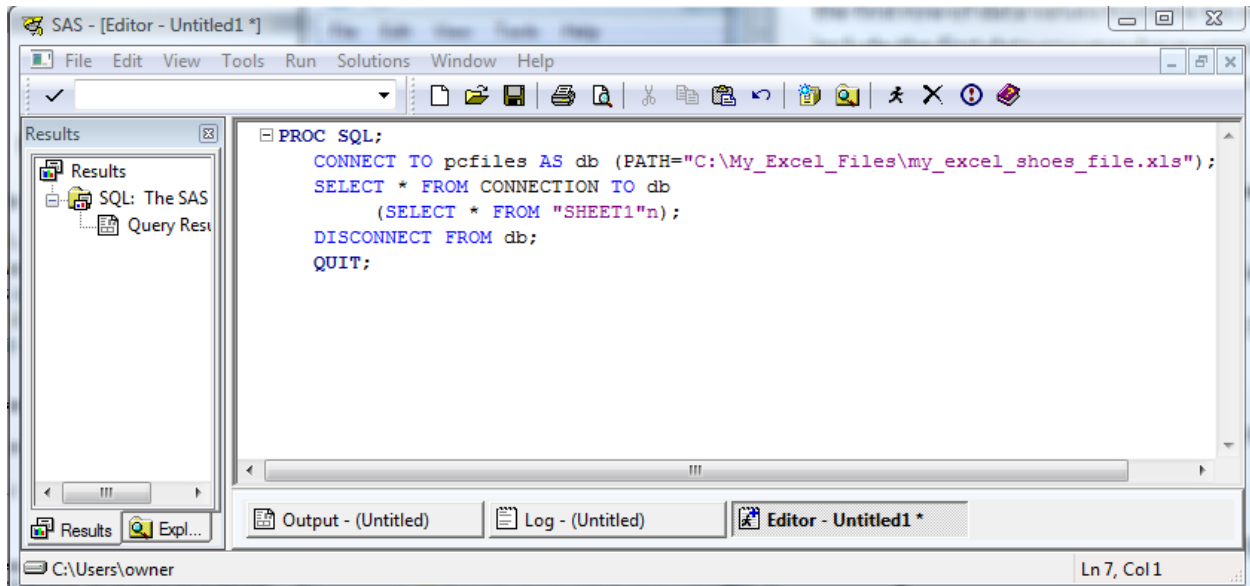 SAS - [Editor - Untitled1 *]
File Edit View Tools Run Solutions Window Help
Results
Results
SQL: The SAS
Query Resu
PROC SQL;
CONNECT TO pcfiles AS db (PATH="C:\My_Excel_Files\my_excel_shoes_file.xls");
SELECT * FROM CONNECTION TO db
(SELECT * FROM "SHEET1"n);
DISCONNECT FROM db;
QUIT;
Results Expl...
Output - (Untitled) Log - (Untitled) Editor - Untitled1 *
C:\Users\owner Ln 7, Col 1